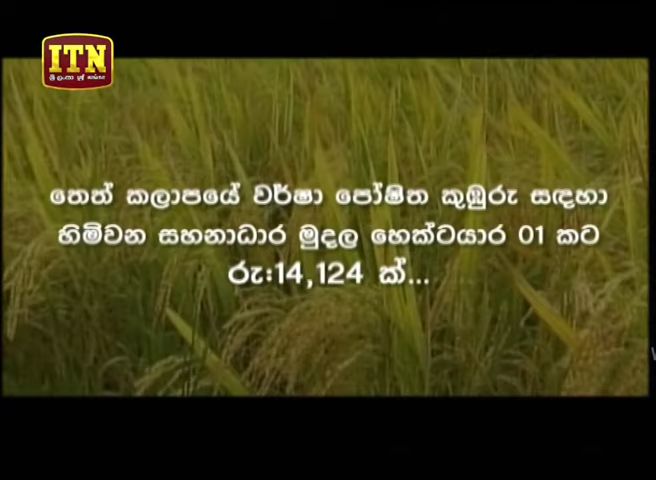 ITN
තෙත් කලාපයේ වර්ෂා පෝෂිත කුඹුරු සඳහා
හිමිවන සහනාධාර මුදල හෙක්ටයාර 01 කට
රු:14,124 ක්...